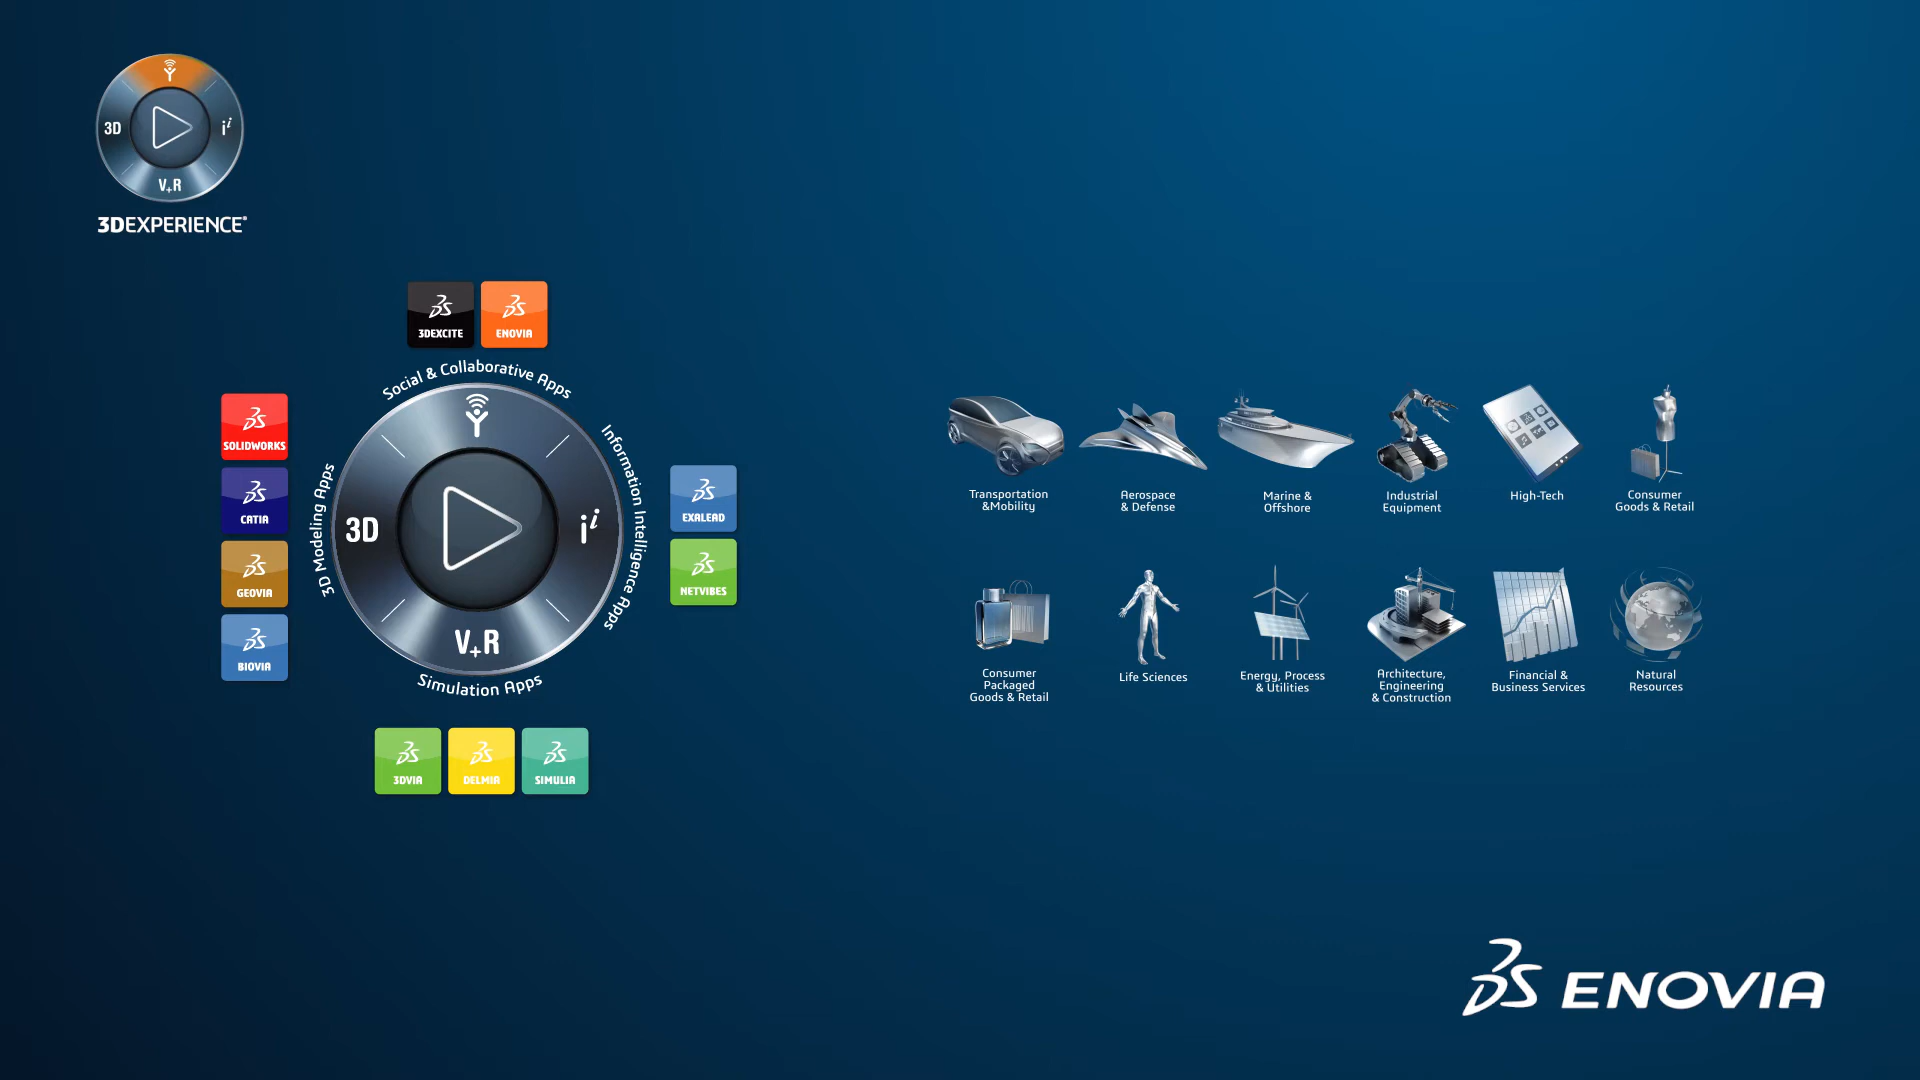 3D
iⁱ
V+R
3DEXPERIENCE®
3DEXCITE
ENOVIA
Social & Collaborative Apps
SOLIDWORKS
CATIA
GEOVIA
BIOVIA
3D Modeling Apps
3D
iⁱ
V+R
Information Intelligence Apps
EXALEAD
NETVIBES
Simulation Apps
3DVIA
DELMIA
SIMULIA
Transportation
&Mobility
Aerospace
& Defense
Marine &
Offshore
Industrial
Equipment
High-Tech
Consumer
Goods & Retail
Consumer
Packaged
Goods & Retail
Life Sciences
Energy, Process
& Utilities
Architecture,
Engineering
& Construction
Financial &
Business Services
Natural
Resources
ENOVIA